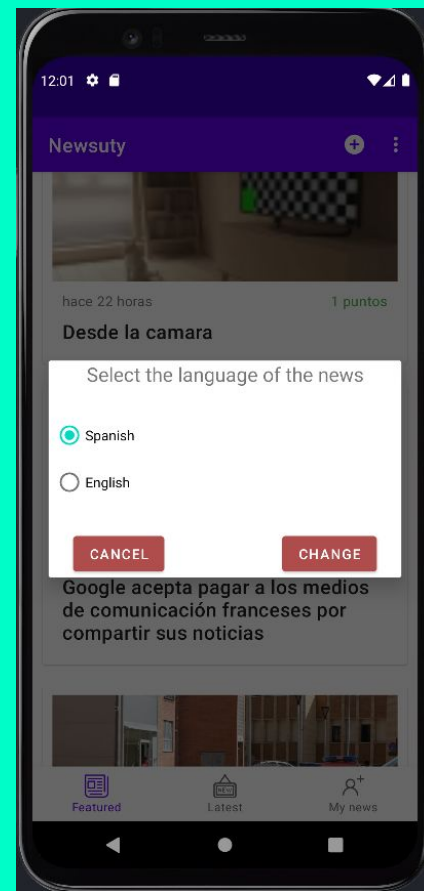 12:01
Newsuty
hace 22 horas
1 puntos
Desde la camara
Select the language of the news
Spanish
English
CANCEL
CHANGE
Google acepta pagar a los medios
de comunicación franceses por
compartir sus noticias
Featured
Latest
My news